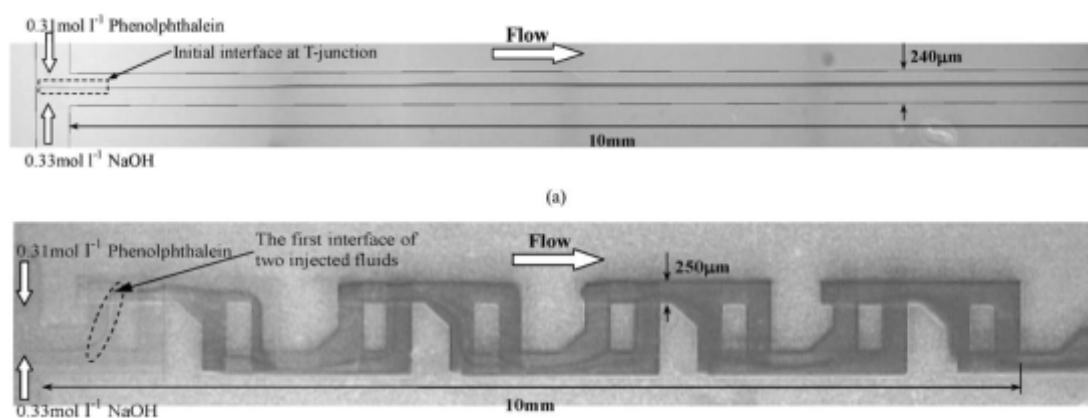 0.31mol l⁻¹ Phenolphthalein
Initial interface at T-junction
Flow
240μm
10mm
0.33mol l⁻¹ NaOH
(a)
0.31mol l⁻¹ Phenolphthalein
The first interface of
two injected fluids
Flow
250μm
10mm
0.33mol l⁻¹ NaOH